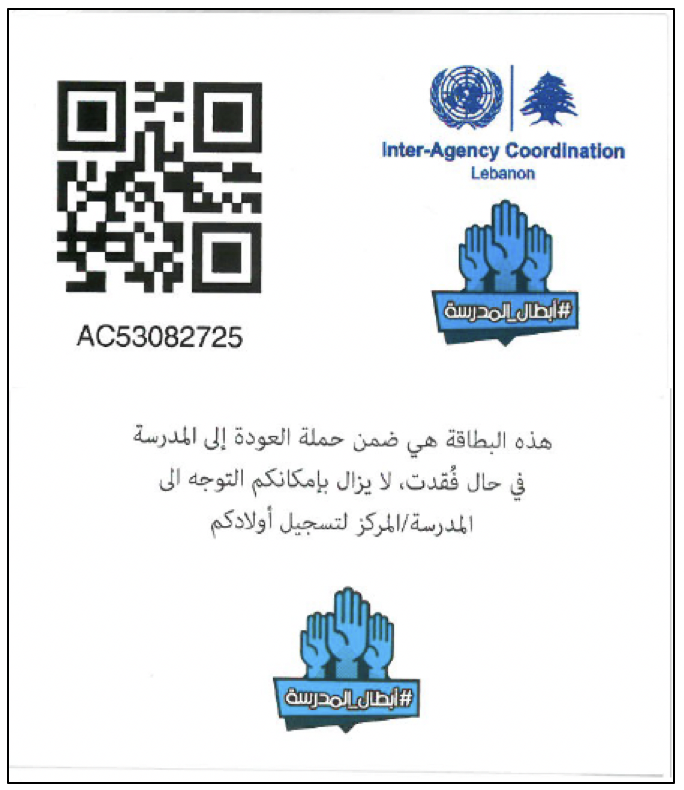 Inter-Agency Coordination
Lebanon
#أبطال_المدرسة
AC53082725
هذه البطاقة هي ضمن حملة العودة إلى المدرسة
في حال فُقدت، لا يزال بإمكانكم التوجه الى
المدرسة/المركز لتسجيل أولادكم
#أبطال_المدرسة